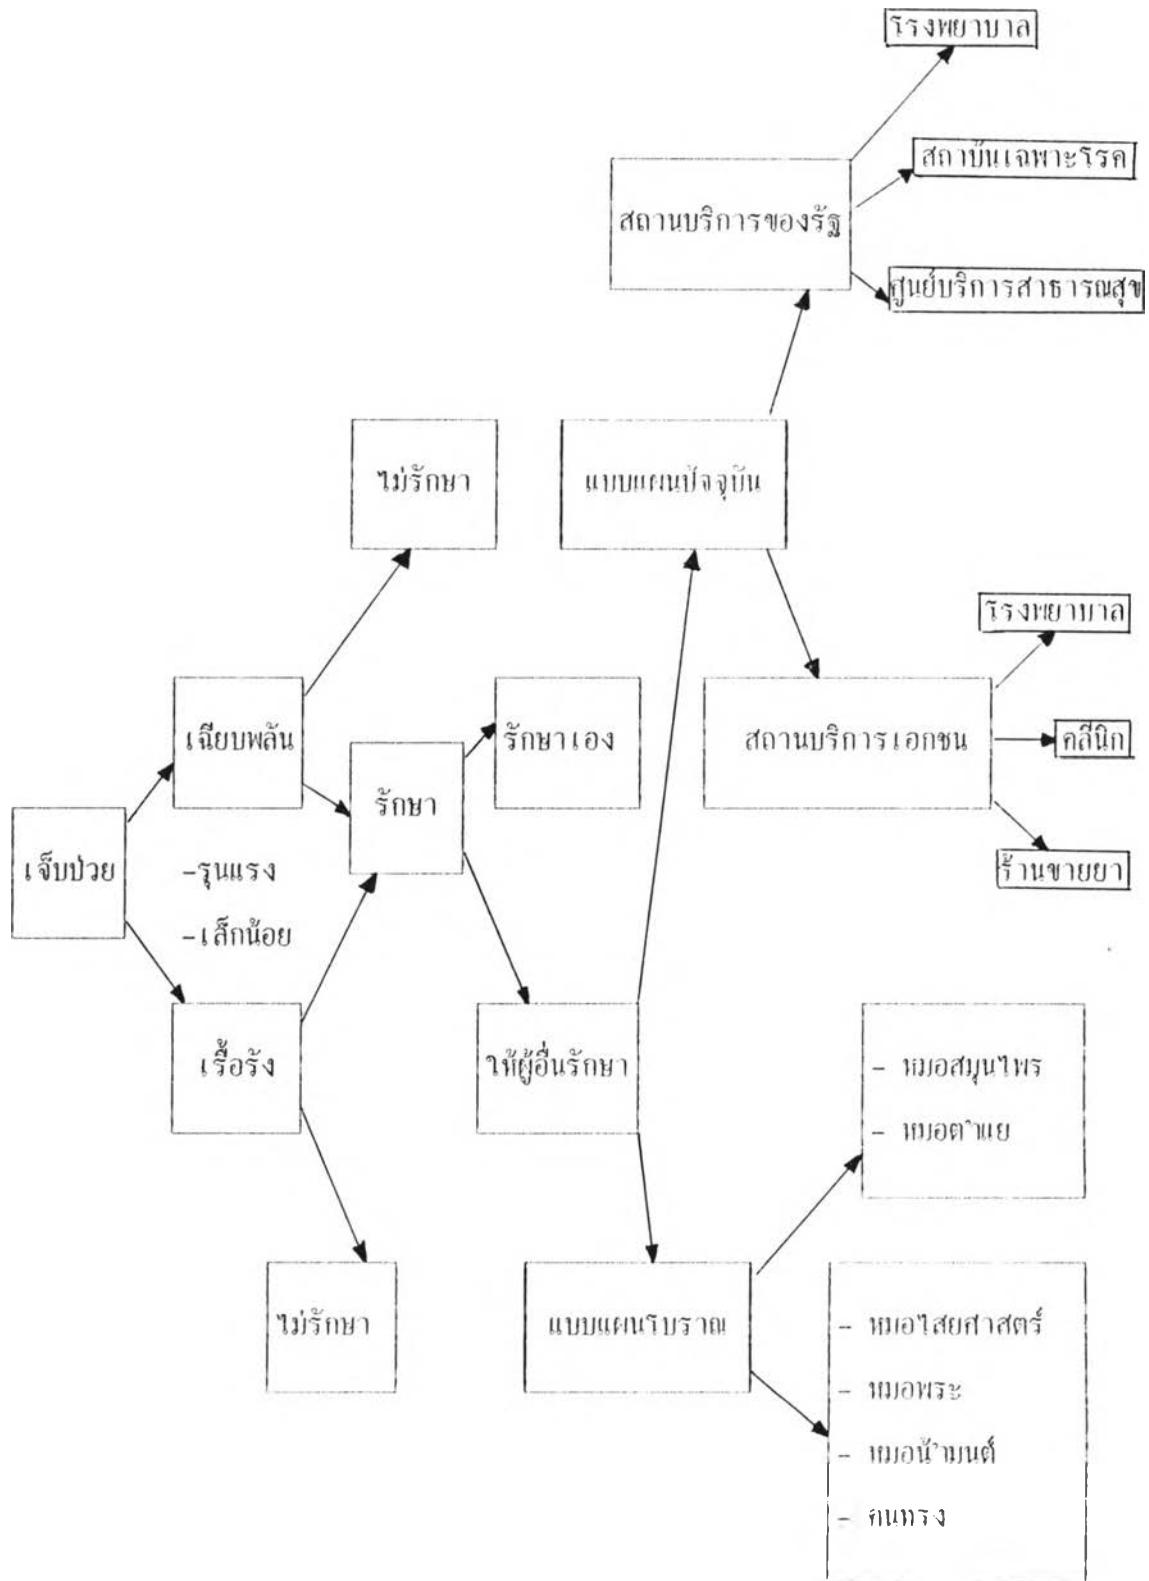 โรงพยาบาล
สถาบันเฉพาะโรค
สถานบริการของรัฐ
ศูนย์บริการสาธารณสุข
ไม่รักษา
แบบแผนปัจจุบัน
โรงพยาบาล
เฉียบพลัน
รักษาเอง
สถานบริการเอกชน
คลีนิก
รักษา
เจ็บป่วย
-รุนแรง
ร้านขายยา
-เล็กน้อย
เรื้อรัง
ให้ผู้อื่นรักษา
- หมอสมุนไพร
- หมอตำแย
ไม่รักษา
แบบแผนโบราณ
- หมอไสยศาสตร์
- หมอพระ
- หมอน้ำมนต์
- คนทรง